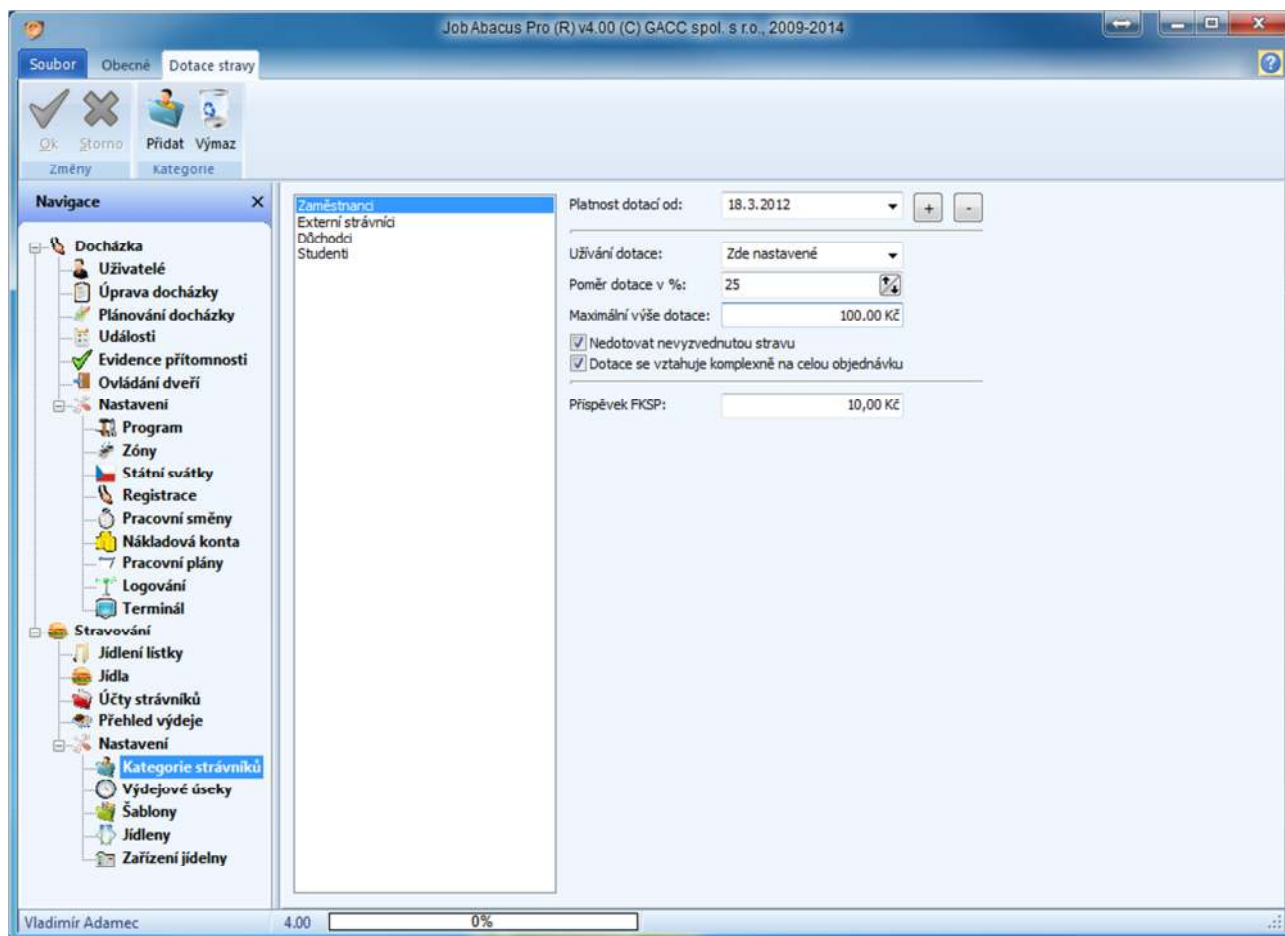 Job Abacus Pro (R) v4.00 (C) GACC spol. s r.o., 2009-2014
Soubor Obecné Dotace stravy
Ok Storno Přidat Výmaz
Změny Kategorie
Navigace
Docházka
Uživatelé
Úprava docházky
Plánování docházky
Události
Evidence přítomnosti
Ovládání dveří
Nastavení
Program
Zóny
Státní svátky
Registrace
Pracovní směny
Nákladová konta
Pracovní plány
Logování
Terminál
Stravování
Jídlení lístky
Jídla
Účty strávníků
Přehled výdeje
Nastavení
Kategorie strávníků
Výdejové úseky
Šablony
Jídleny
Zařízení jídelny
Zaměstnanci
Externí strávníci
Důchodci
Studenti
Platnost dotací od: 18.3.2012 + -
Užívání dotace: Zde nastavené
Poměr dotace v %: 25
Maximální výše dotace: 100.00 Kč
Nedotovat nevyzvednutou stravu
Dotace se vztahuje komplexně na celou objednávku
Příspěvek FKSP: 10,00 Kč
Vladimír Adamec 4.00 0%